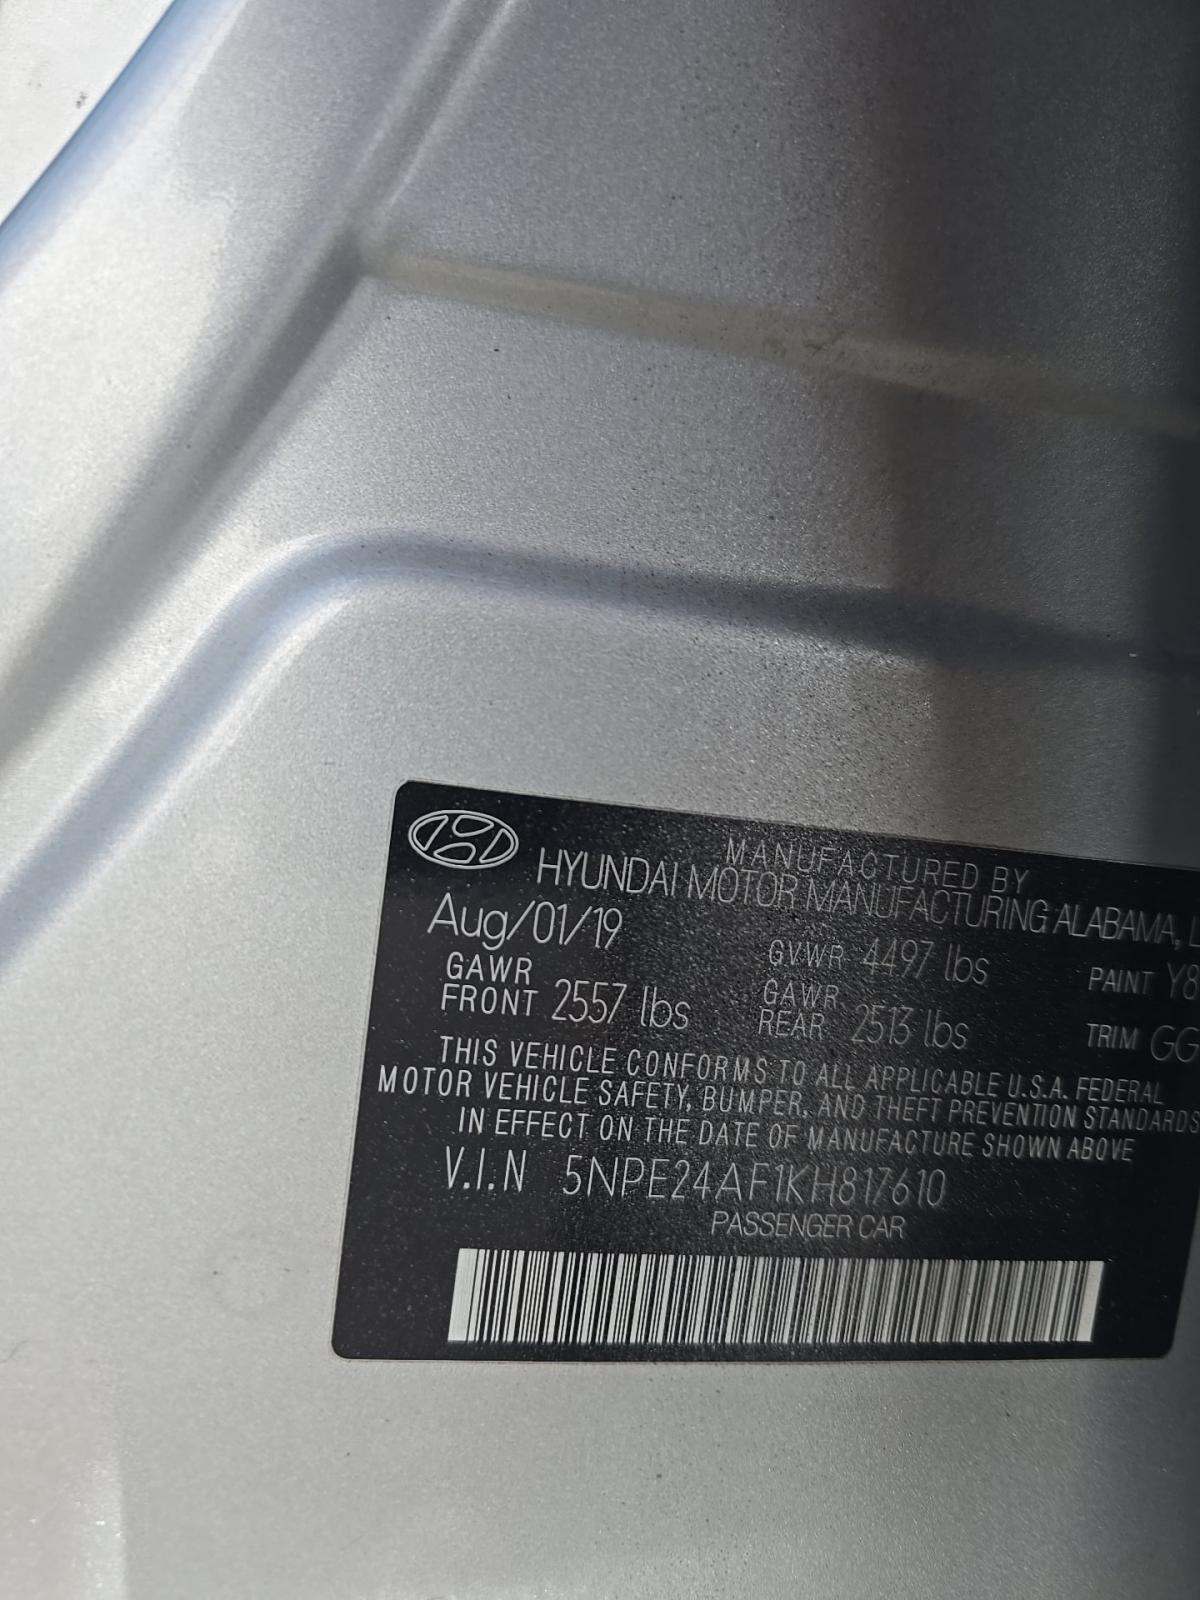 MANUFACTURED BY
HYUNDAI MOTOR MANUFACTURING ALABAMA,
Aug/01/19
GVWR 4497 lbs
PAINT
GAWR FRONT 2557 lbs
GAWR REAR 2513 lbs
TRIM
THIS VEHICLE CONFORMS TO ALL APPLICABLE U.S.A. FEDERAL
MOTOR VEHICLE SAFETY, BUMPER, AND THEFT PREVENTION STANDARDS
IN EFFECT ON THE DATE OF MANUFACTURE SHOWN ABOVE
V.I.N 5NPE24AF1KH817610
PASSENGER CAR